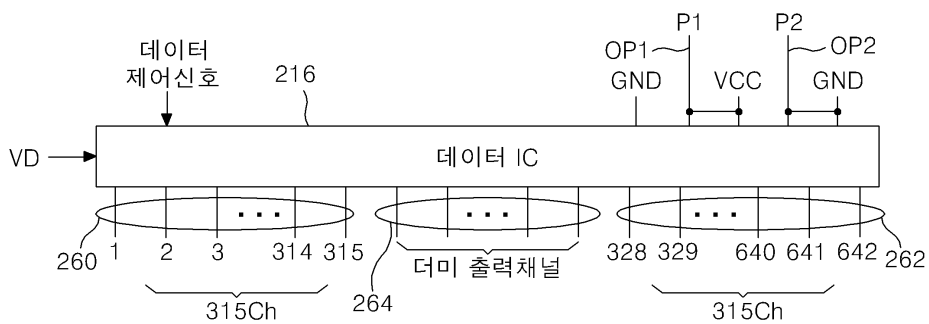 P1 P2
데이터 OP1 OP2
제어신호 216 GND VCC GND
VD 데이터 IC
260 1 2 3 ··· 314 315 264 ··· 328 329 ··· 640 641 642 262
더미 출력채널
315Ch 315Ch